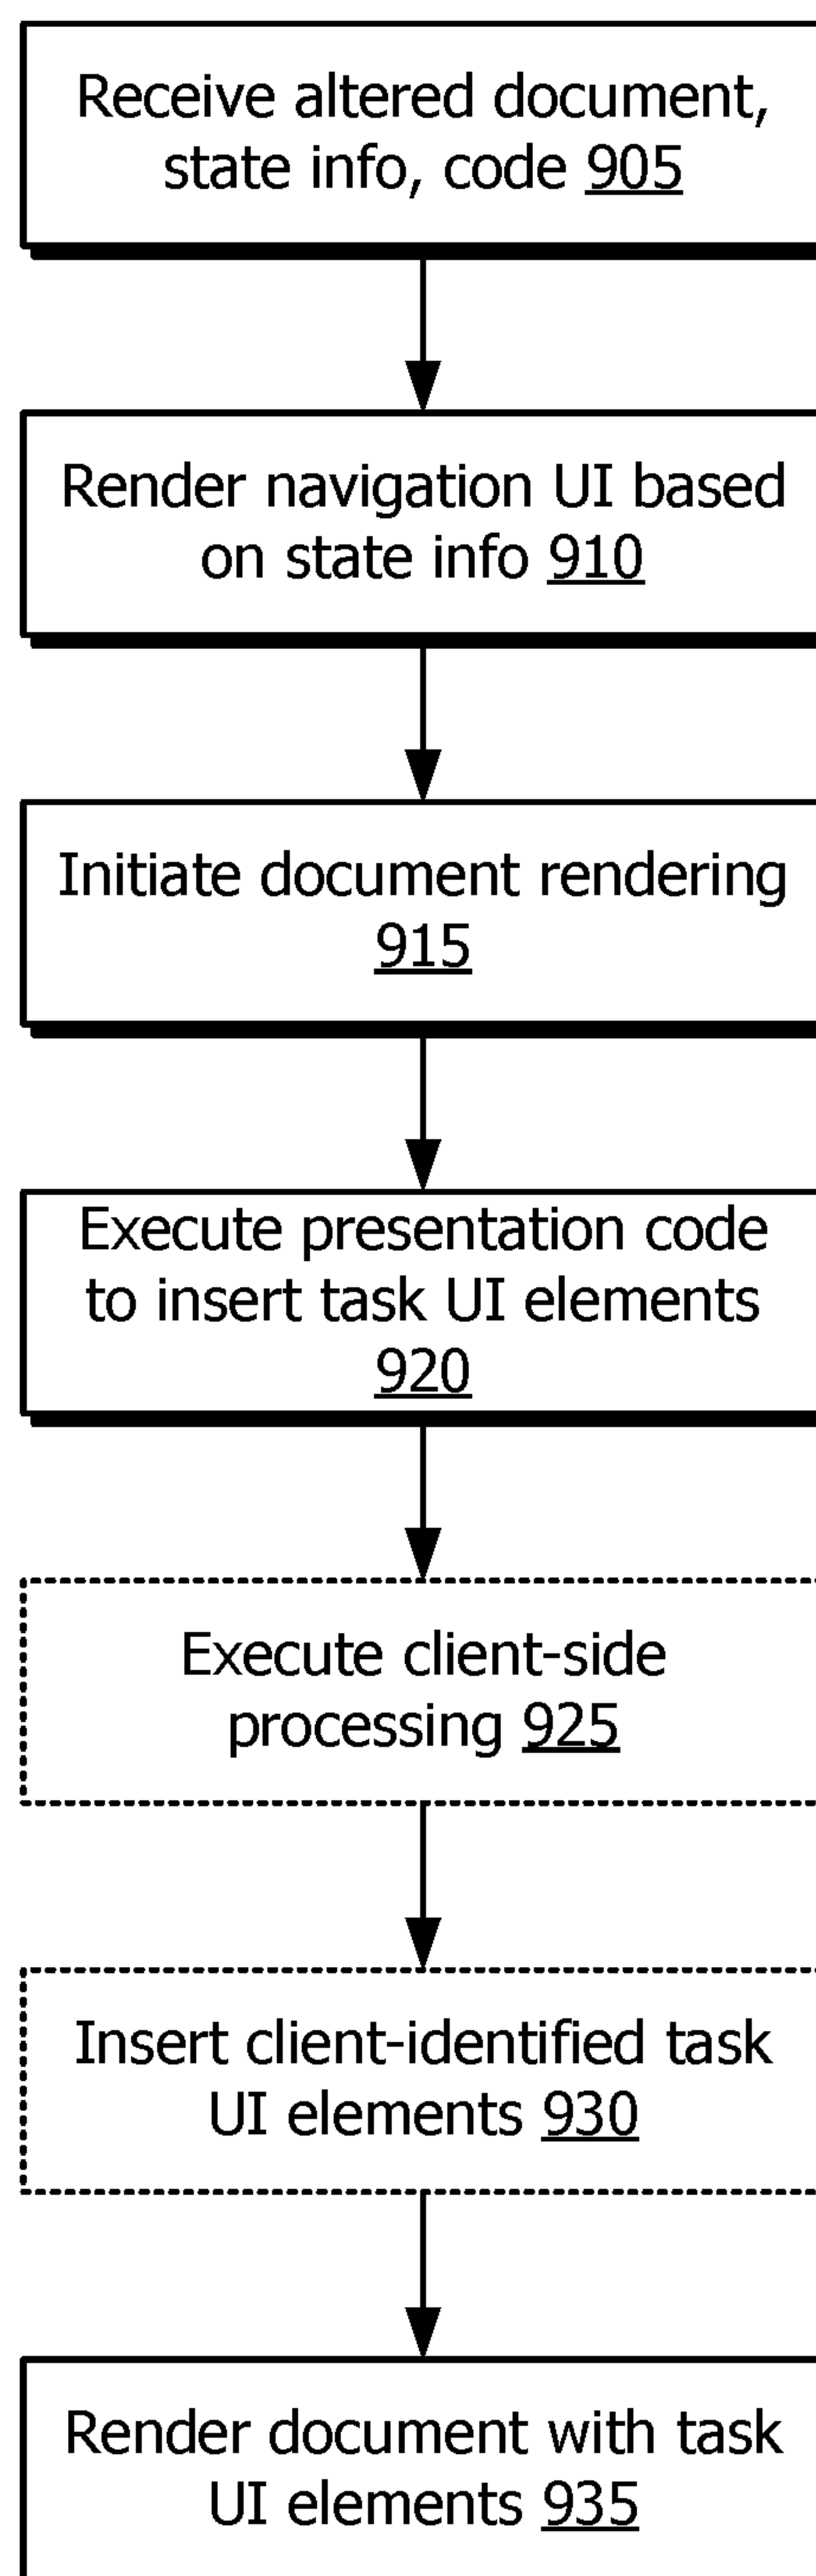 Receive altered document,
state info, code 905
Render navigation UI based
on state info 910
Initiate document rendering
915
Execute presentation code
to insert task UI elements
920
Execute client-side
processing 925
Insert client-identified task
UI elements 930
Render document with task
UI elements 935